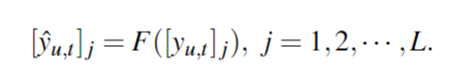 [ŷ_{u,t}]_j = F([y_{u,t}]_j), j = 1, 2, ⋯, L.